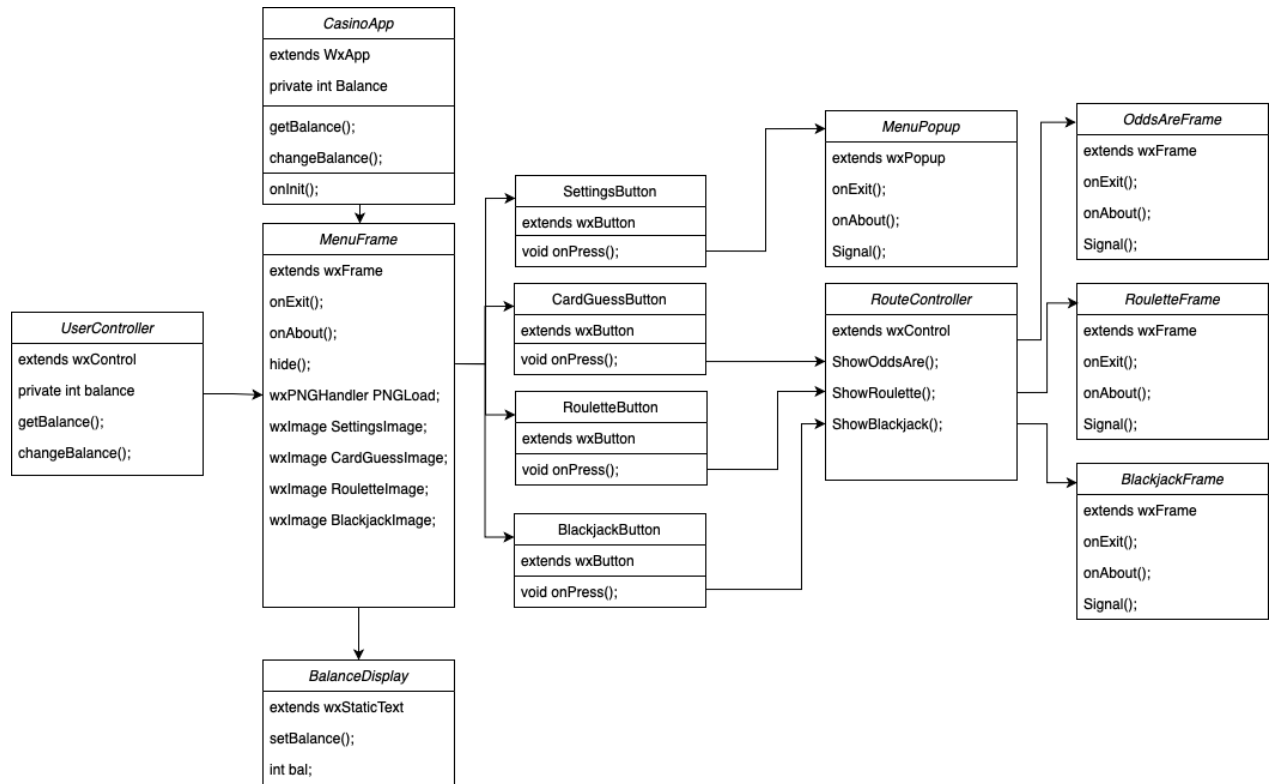 CasinoApp
extends WxApp
private int Balance
getBalance();
changeBalance();
onInit();
MenuFrame
extends wxFrame
onExit();
onAbout();
hide();
wxPNGHandler PNGLoad;
wxImage SettingsImage;
wxImage CardGuessImage;
wxImage RouletteImage;
wxImage BlackjackImage;
UserController
extends wxControl
private int balance
getBalance();
changeBalance();
BalanceDisplay
extends wxStaticText
setBalance();
int bal;
SettingsButton
extends wxButton
void onPress();
CardGuessButton
extends wxButton
void onPress();
RouletteButton
extends wxButton
void onPress();
BlackjackButton
extends wxButton
void onPress();
MenuPopup
extends wxPopup
onExit();
onAbout();
Signal();
RouteController
extends wxControl
ShowOddsAre();
ShowRoulette();
ShowBlackjack();
OddsAreFrame
extends wxFrame
onExit();
onAbout();
Signal();
RouletteFrame
extends wxFrame
onExit();
onAbout();
Signal();
BlackjackFrame
extends wxFrame
onExit();
onAbout();
Signal();